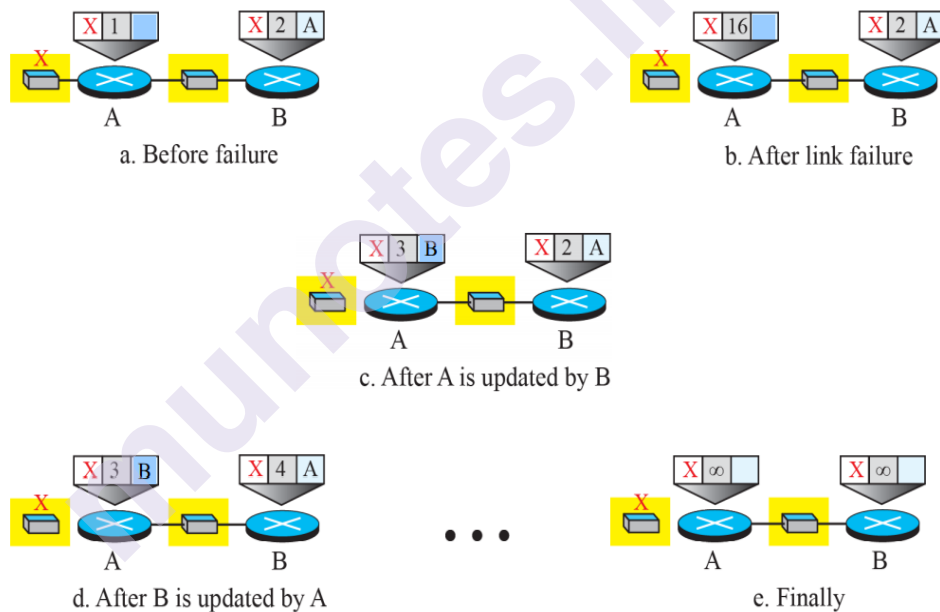 X 1 X 2 A
X 16 X 2 A
X
A B
a. Before failure
X
A B
b. After link failure
X 3 B X 2 A
X
A B
c. After A is updated by B
X 3 B X 4 A
X
A B
d. After B is updated by A
• • •
X ∞ X ∞
X
A B
e. Finally
munotes.i